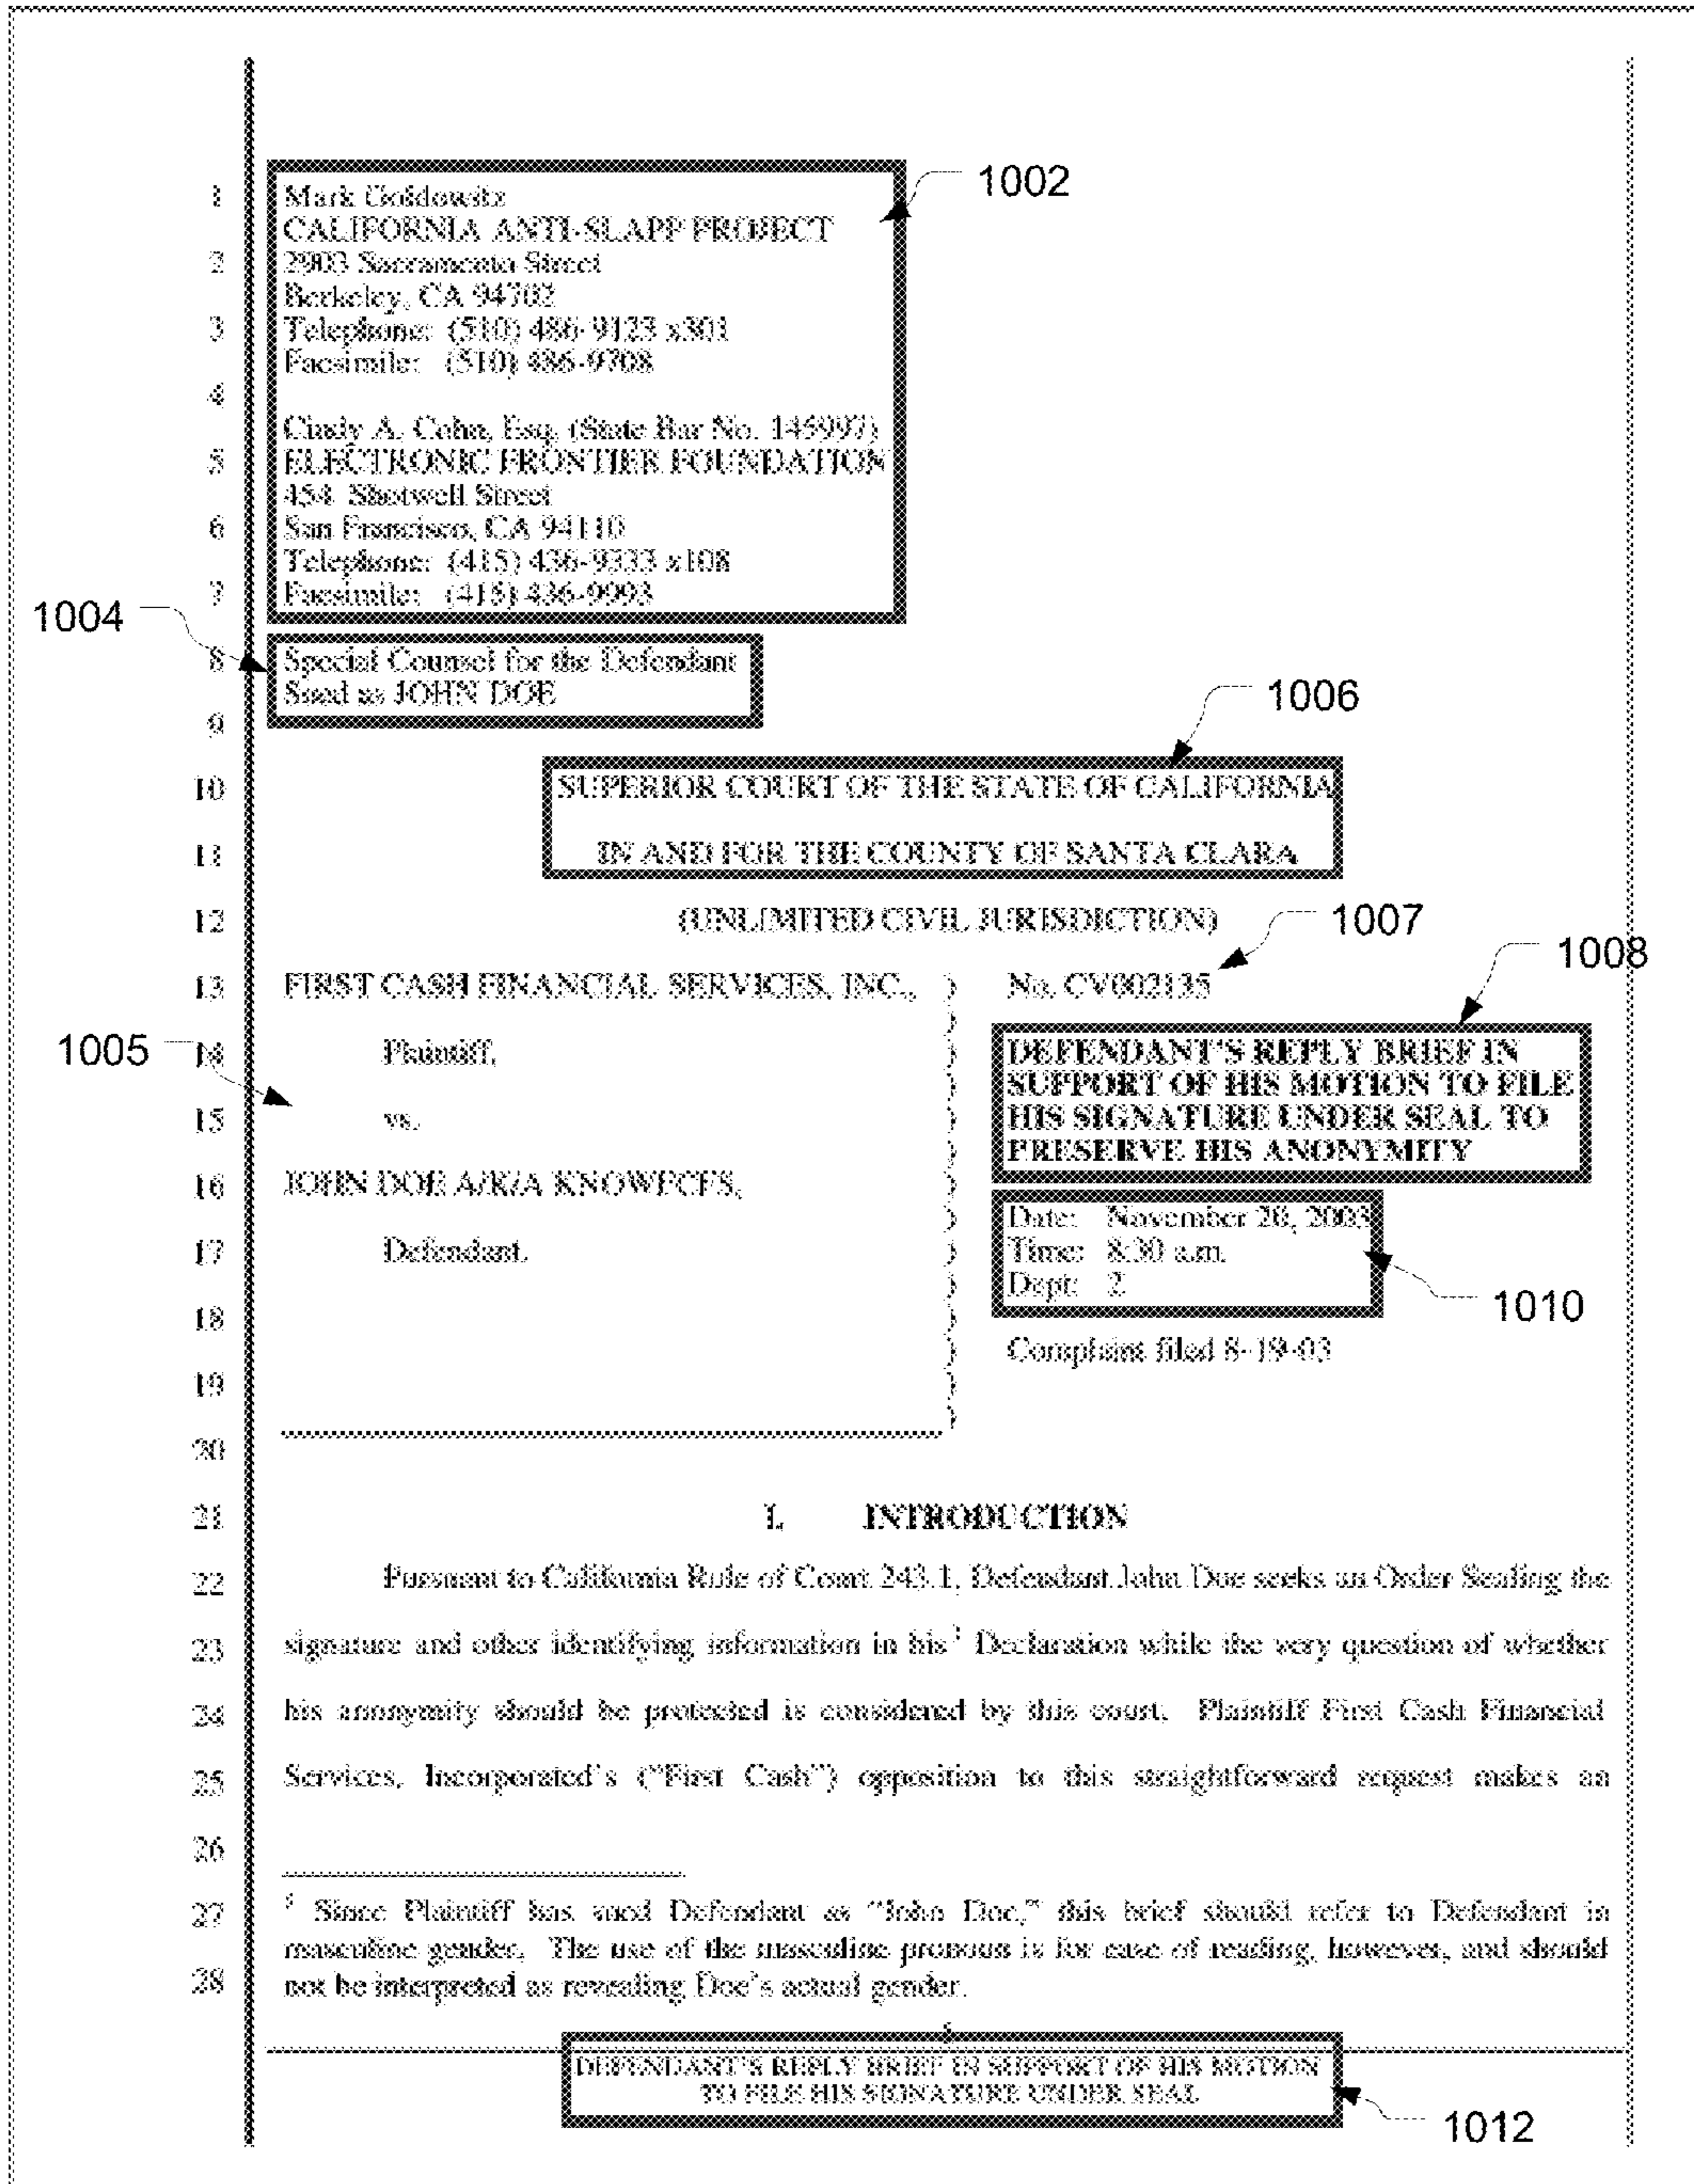 1002
1 Mark Goldowitz
CALIFORNIA ANTI-SLAPP PROJECT
2 2903 Sacramento Street
Berkeley, CA 94702
3 Telephone: (510) 486-9123 x301
Facsimile: (510) 486-9708
4
Cindy A. Cohn, Esq. (State Bar No. 145997)
5 ELECTRONIC FRONTIER FOUNDATION
454 Shotwell Street
6 San Francisco, CA 94110
Telephone: (415) 436-9333 x108
7 Facsimile: (415) 436-9993
1004
8 Special Counsel for the Defendant
Sued as JOHN DOE
9
1006
10 SUPERIOR COURT OF THE STATE OF CALIFORNIA
11 IN AND FOR THE COUNTY OF SANTA CLARA
12 (UNLIMITED CIVIL JURISDICTION)
1007
1008
13 FIRST CASH FINANCIAL SERVICES, INC.,
14 Plaintiff,
1005
15 vs.
16 JOHN DOE A/K/A KNOWFCFS,
17 Defendant.
18
19
20
No. CV002135
DEFENDANT'S REPLY BRIEF IN
SUPPORT OF HIS MOTION TO FILE
HIS SIGNATURE UNDER SEAL TO
PRESERVE HIS ANONYMITY
Date: November 20, 2003
Time: 8:30 a.m.
Dept: 2
1010
Complaint filed 8-19-03
21 I. INTRODUCTION
22 Pursuant to California Rule of Court 243.1, Defendant John Doe seeks an Order Sealing the
23 signature and other identifying information in his1 Declaration while the very question of whether
24 his anonymity should be protected is considered by this court. Plaintiff First Cash Financial
25 Services, Incorporated's ("First Cash") opposition to this straightforward request makes an
26
27 1 Since Plaintiff has sued Defendant as "John Doe," this brief should refer to Defendant in
masculine gender. The use of the masculine pronoun is for ease of reading, however, and should
28 not be interpreted as revealing Doe's actual gender.
DEFENDANT'S REPLY BRIEF IN SUPPORT OF HIS MOTION
TO FILE HIS SIGNATURE UNDER SEAL
1012